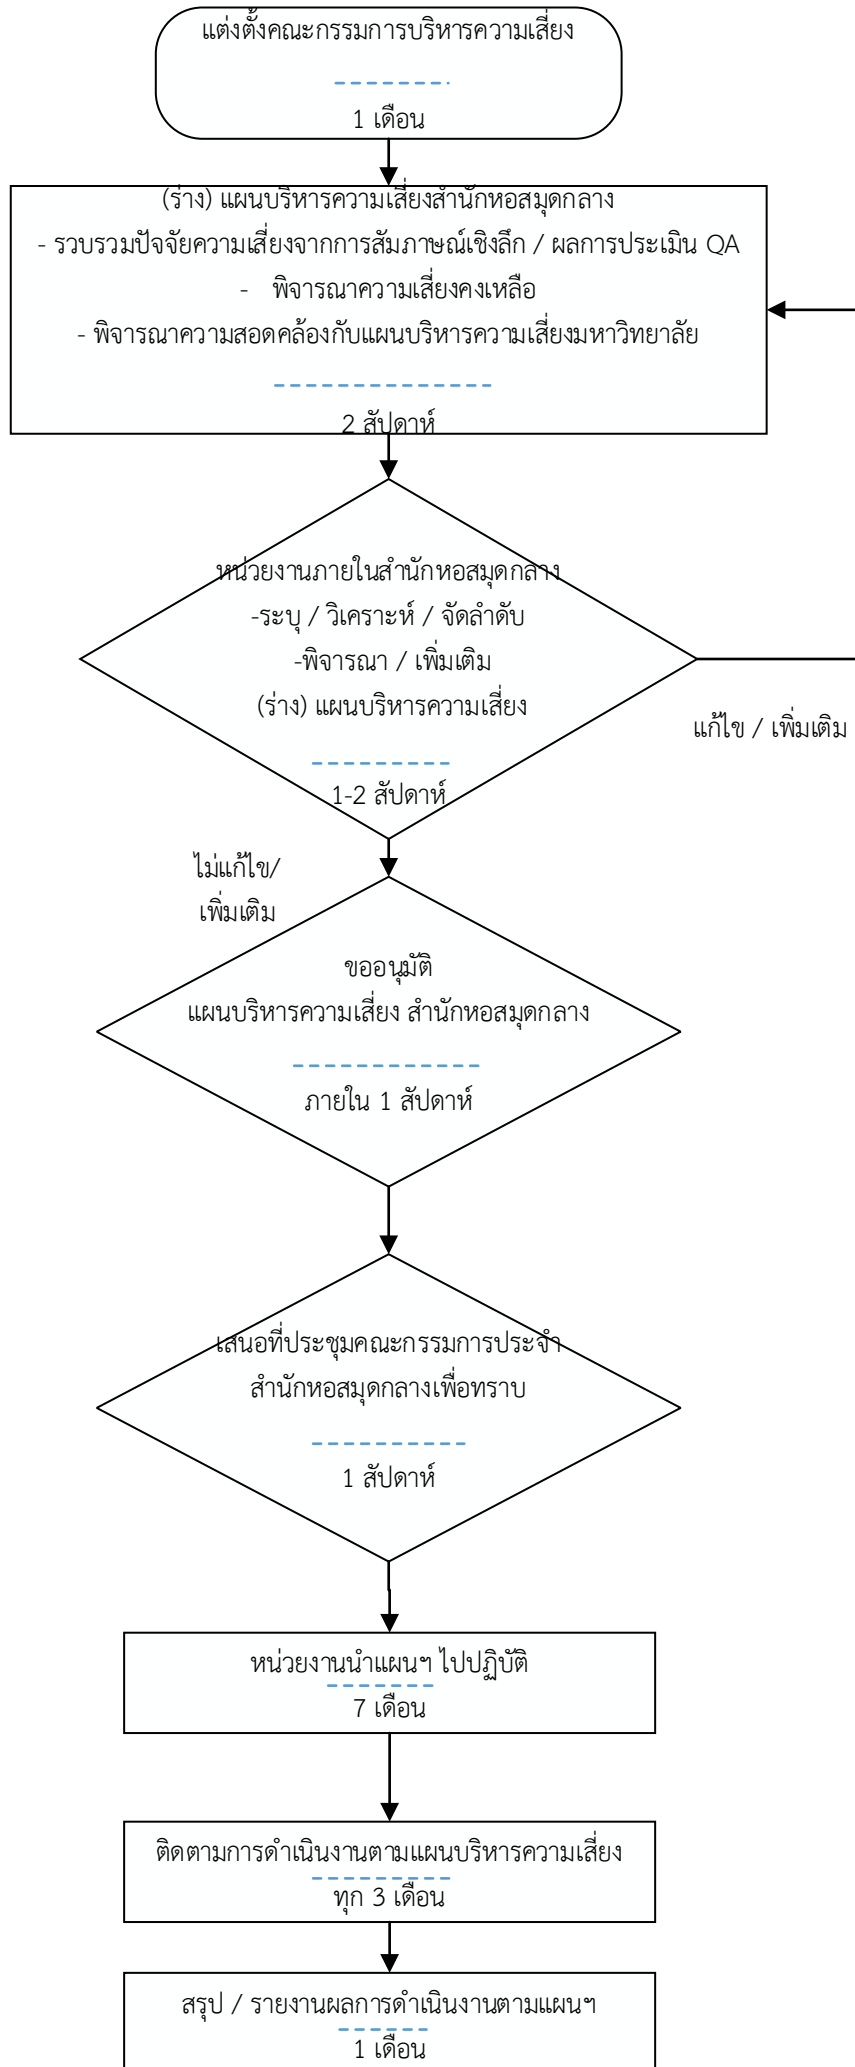 แต่งตั้งคณะกรรมการบริหารความเสี่ยง
1 เดือน
(ร่าง) แผนบริหารความเสี่ยงสำนักหอสมุดกลาง
- รวบรวมปัจจัยความเสี่ยงจากการสัมภาษณ์เชิงลึก / ผลการประเมิน QA
- พิจารณาความเสี่ยงคงเหลือ
- พิจารณาความสอดคล้องกับแผนบริหารความเสี่ยงมหาวิทยาลัย
2 สัปดาห์
หน่วยงานภายในสำนักหอสมุดกลาง
-ระบุ / วิเคราะห์ / จัดลำดับ
-พิจารณา / เพิ่มเติม
(ร่าง) แผนบริหารความเสี่ยง
1-2 สัปดาห์
แก้ไข / เพิ่มเติม
ไม่แก้ไข/
เพิ่มเติม
ขออนุมัติ
แผนบริหารความเสี่ยง สำนักหอสมุดกลาง
ภายใน 1 สัปดาห์
เสนอที่ประชุมคณะกรรมการประจำ
สำนักหอสมุดกลางเพื่อทราบ
1 สัปดาห์
หน่วยงานนำแผนฯ ไปปฏิบัติ
7 เดือน
ติดตามการดำเนินงานตามแผนบริหารความเสี่ยง
ทุก 3 เดือน
สรุป / รายงานผลการดำเนินงานตามแผนฯ
1 เดือน